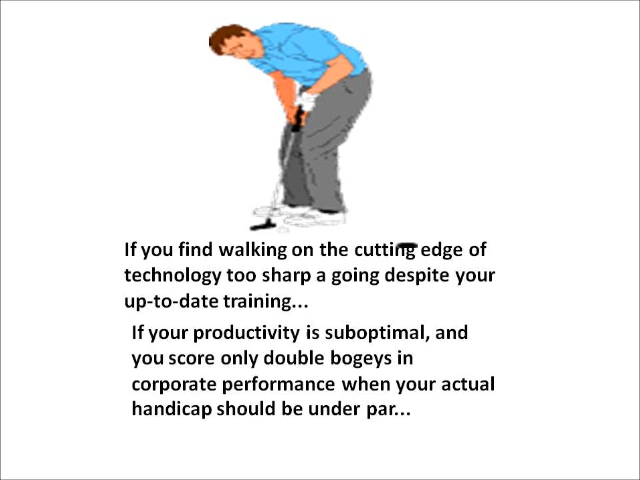 If you find walking on the cutting edge of
technology too sharp a going despite your
up-to-date training...
If your productivity is suboptimal, and
you score only double bogeys in
corporate performance when your actual
handicap should be under par...